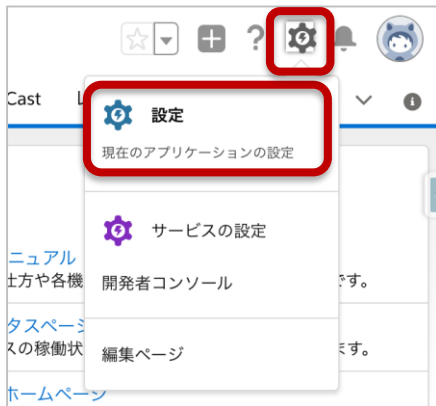 Cast
設定
現在のアプリケーションの設定
サービスの設定
ニュアル
仕方や各機
です。
開発者コンソール
タスページ
スの稼働状
ます。
編集ページ
ホームページ